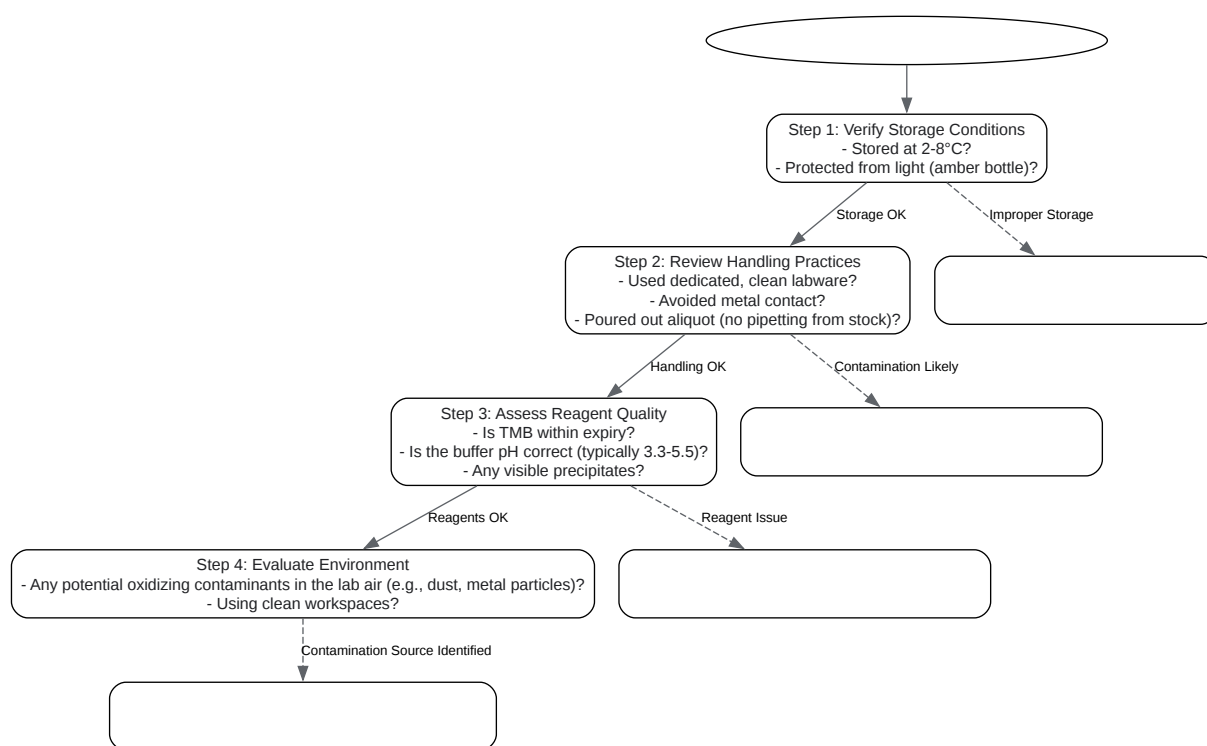 Step 1: Verify Storage Conditions
- Stored at 2-8°C?
- Protected from light (amber bottle)?
Storage OK
Improper Storage
Step 2: Review Handling Practices
- Used dedicated, clean labware?
- Avoided metal contact?
- Poured out aliquot (no pipetting from stock)?
Handling OK
Contamination Likely
Step 3: Assess Reagent Quality
- Is TMB within expiry?
- Is the buffer pH correct (typically 3.3-5.5)?
- Any visible precipitates?
Reagents OK
Reagent Issue
Step 4: Evaluate Environment
- Any potential oxidizing contaminants in the lab air (e.g., dust, metal particles)?
- Using clean workspaces?
Contamination Source Identified